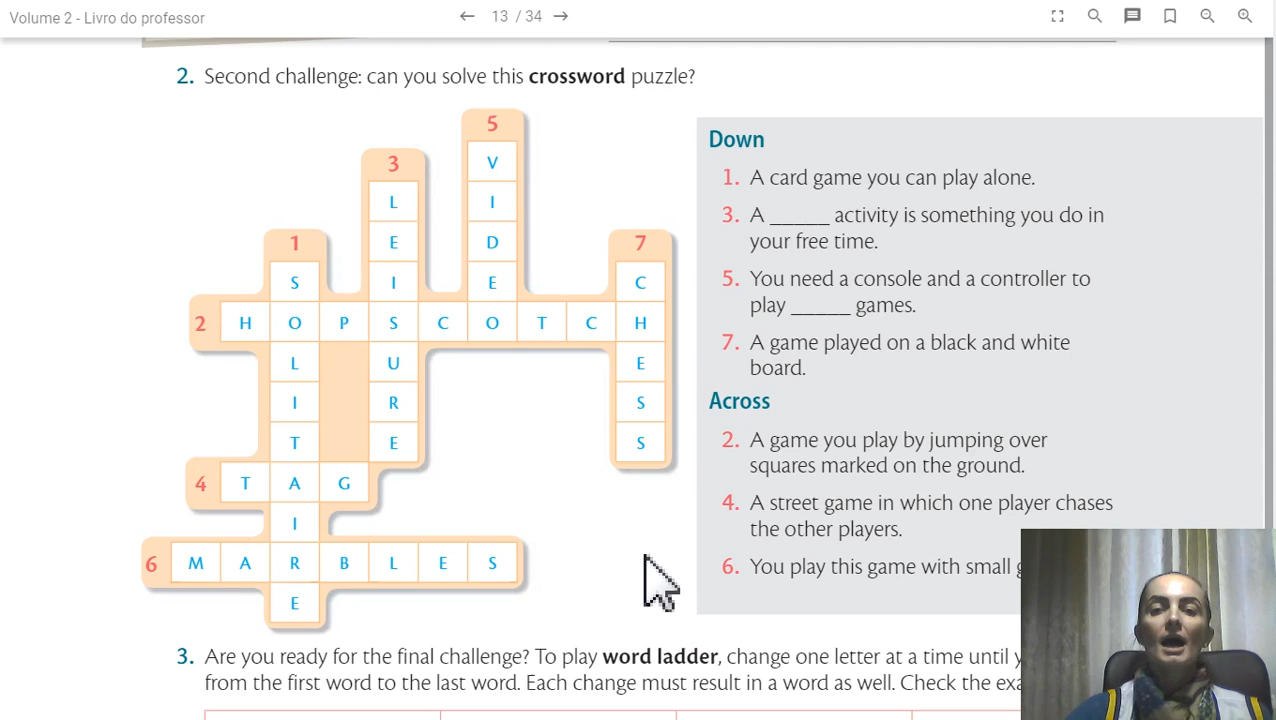 Volume 2 - Livro do professor
13 / 34
2. Second challenge: can you solve this crossword puzzle?
5
3 V
L I
1 E D 7
S I E C
2 H O P S C O T C H
L U E
I R S
T E S
4 T A G
I
6 M A R B L E S
E
Down
1. A card game you can play alone.
3. A _____ activity is something you do in
your free time.
5. You need a console and a controller to
play _____ games.
7. A game played on a black and white
board.
Across
2. A game you play by jumping over
squares marked on the ground.
4. A street game in which one player chases
the other players.
6. You play this game with small
3. Are you ready for the final challenge? To play word ladder, change one letter at a time until
from the first word to the last word. Each change must result in a word as well. Check the